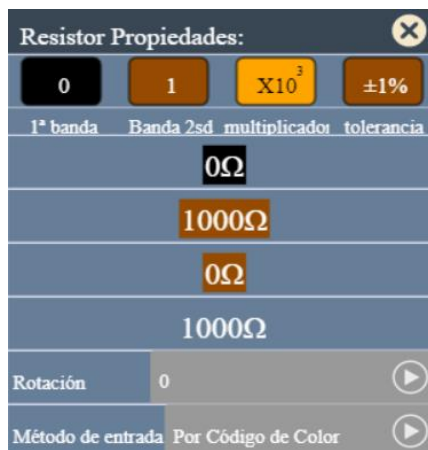 Resistor Propiedades:
0 1 X10³ ±1%
1ª banda Banda 2sd multiplicador tolerancia
0Ω
1000Ω
0Ω
1000Ω
Rotación 0
Método de entrada Por Código de Color